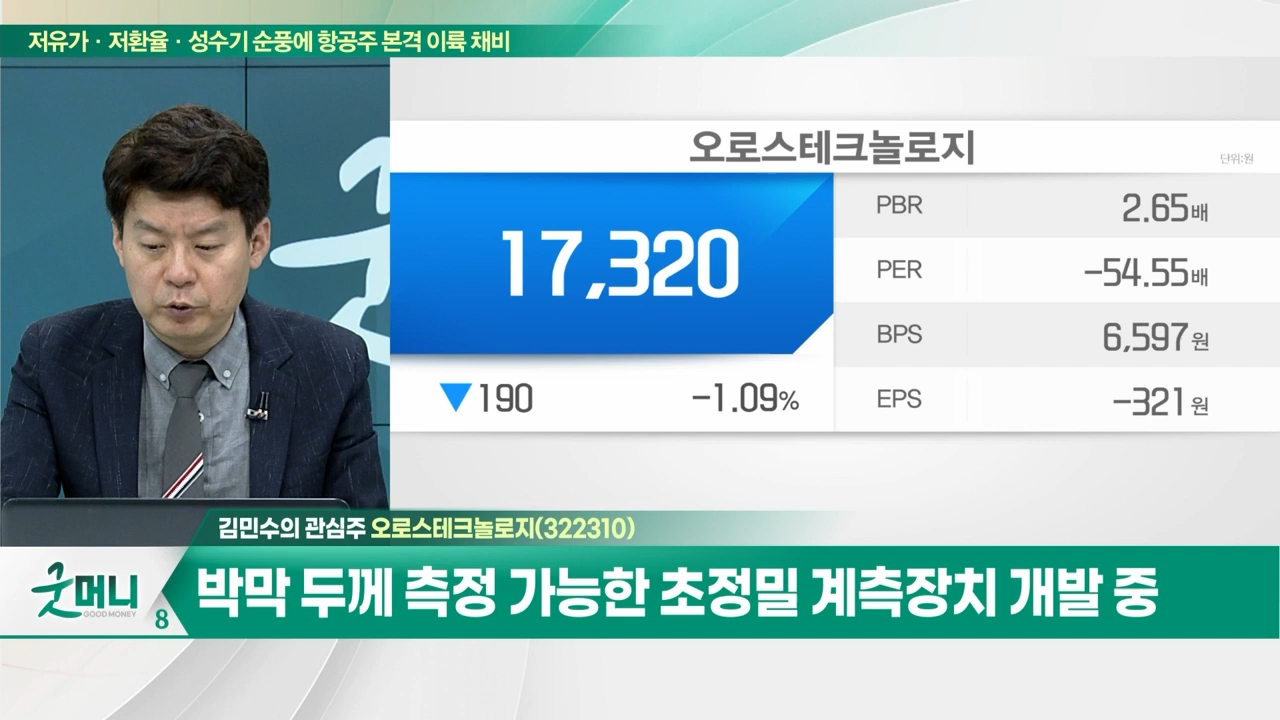 저유가 · 저환율 · 성수기 순풍에 항공주 본격 이륙 채비
오로스테크놀로지
단위:원
17,320
▼190 -1.09%
PBR 2.65배
PER -54.55배
BPS 6,597원
EPS -321원
김민수의 관심주 오로스테크놀로지(322310)
굿머니
GOOD MONEY
8
박막 두께 측정 가능한 초정밀 계측장치 개발 중